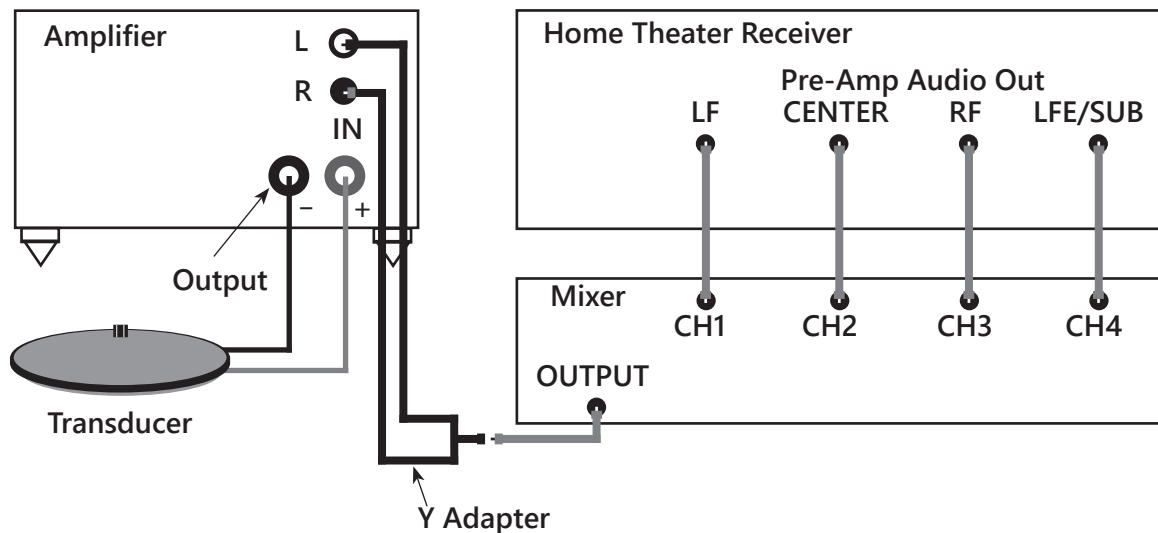 Amplifier
L
R
IN
− +
Output
Transducer
Y Adapter
Home Theater Receiver
Pre-Amp Audio Out
LF CENTER RF LFE/SUB
Mixer
CH1 CH2 CH3 CH4
OUTPUT